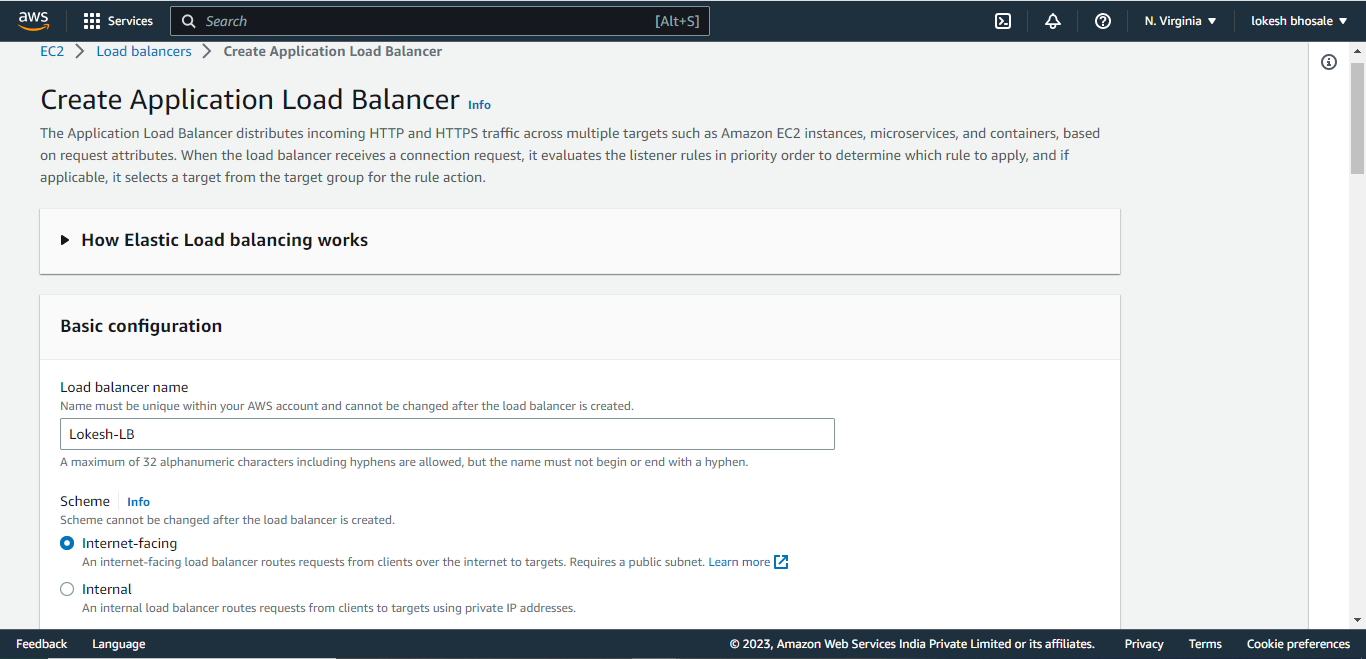 aws Services Search [Alt+S] N. Virginia lokesh bhosale
EC2 Load balancers Create Application Load Balancer
Create Application Load Balancer Info
The Application Load Balancer distributes incoming HTTP and HTTPS traffic across multiple targets such as Amazon EC2 instances, microservices, and containers, based
on request attributes. When the load balancer receives a connection request, it evaluates the listener rules in priority order to determine which rule to apply, and if
applicable, it selects a target from the target group for the rule action.
How Elastic Load balancing works
Basic configuration
Load balancer name
Name must be unique within your AWS account and cannot be changed after the load balancer is created.
Lokesh-LB
A maximum of 32 alphanumeric characters including hyphens are allowed, but the name must not begin or end with a hyphen.
Scheme Info
Scheme cannot be changed after the load balancer is created.
Internet-facing
An internet-facing load balancer routes requests from clients over the internet to targets. Requires a public subnet. Learn more
Internal
An internal load balancer routes requests from clients to targets using private IP addresses.
Feedback Language © 2023, Amazon Web Services India Private Limited or its affiliates. Privacy Terms Cookie preferences